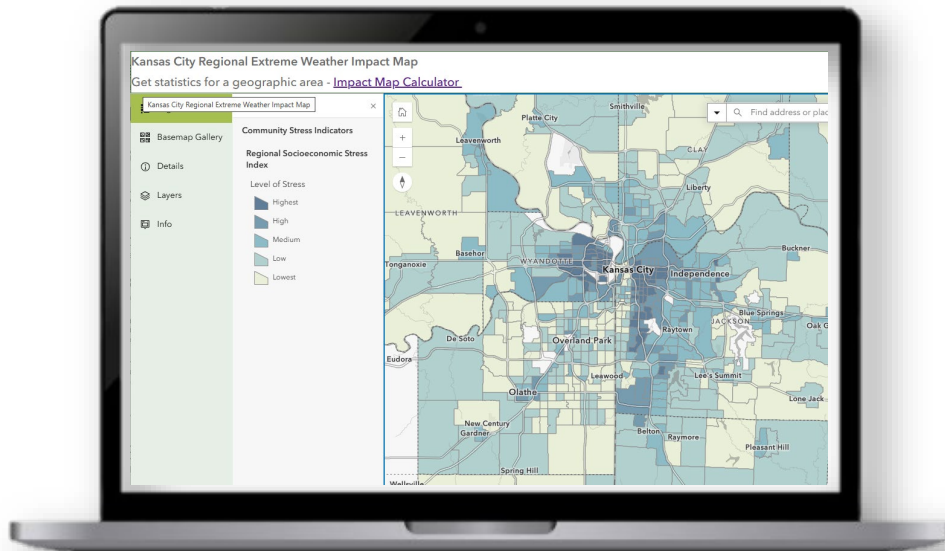 Kansas City Regional Extreme Weather Impact Map
Get statistics for a geographic area - Impact Map Calculator
Kansas City Regional Extreme Weather Impact Map
Basemap Gallery
Details
Layers
Info
Community Stress Indicators
Regional Socioeconomic Stress
Index
Level of Stress
Highest
High
Medium
Low
Lowest
Find address or plac
Smithville
Platte City
Leavenworth
CLAY
Liberty
LEAVENWORTH
Basehor
Buckner
Tonganoxie
WYANDOTTE
Kansas City
Independence
Blue Springs
JACKSON
Oak G
De Soto
Raytown
Overland Park
Eudora
Leawood
Lee's Summit
Olathe
Lone Jack
New Century
Gardner
Belton
Raymore
Pleasant Hill
Spring Hill
Wellsville